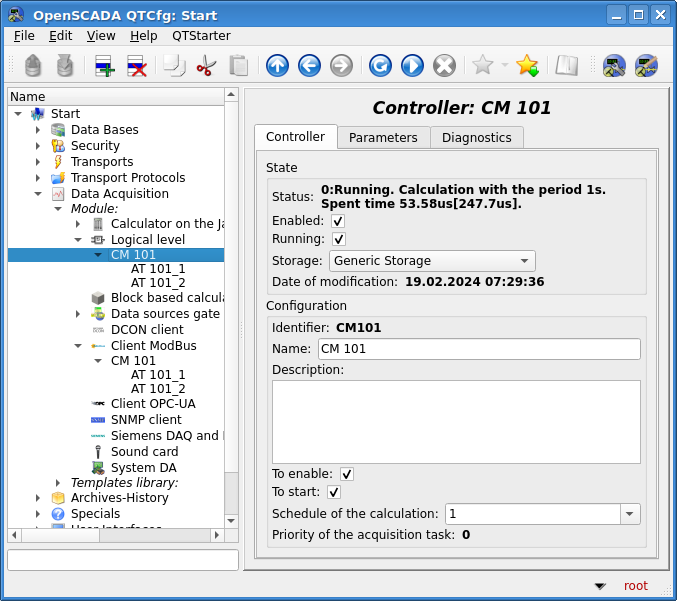 OpenSCADA QTCfg: Start
File Edit View Help QTStarter
Name
Start
Data Bases
Security
Transports
Transport Protocols
Data Acquisition
Module:
Calculator on the Ja
Logical level
CM 101
AT 101_1
AT 101_2
Block based calcula
Data sources gate
DCON client
Client ModBus
CM 101
AT 101_1
AT 101_2
Client OPC-UA
SNMP client
Siemens DAQ and
Sound card
System DA
Templates library:
Archives-History
Specials
User Interfaces
Controller: CM 101
Controller Parameters Diagnostics
State
Status: 0:Running. Calculation with the period 1s.
Spent time 53.58us[247.7us].
Enabled:
Running:
Storage: Generic Storage
Date of modification: 19.02.2024 07:29:36
Configuration
Identifier: CM101
Name: CM 101
Description:
To enable:
To start:
Schedule of the calculation: 1
Priority of the acquisition task: 0
root